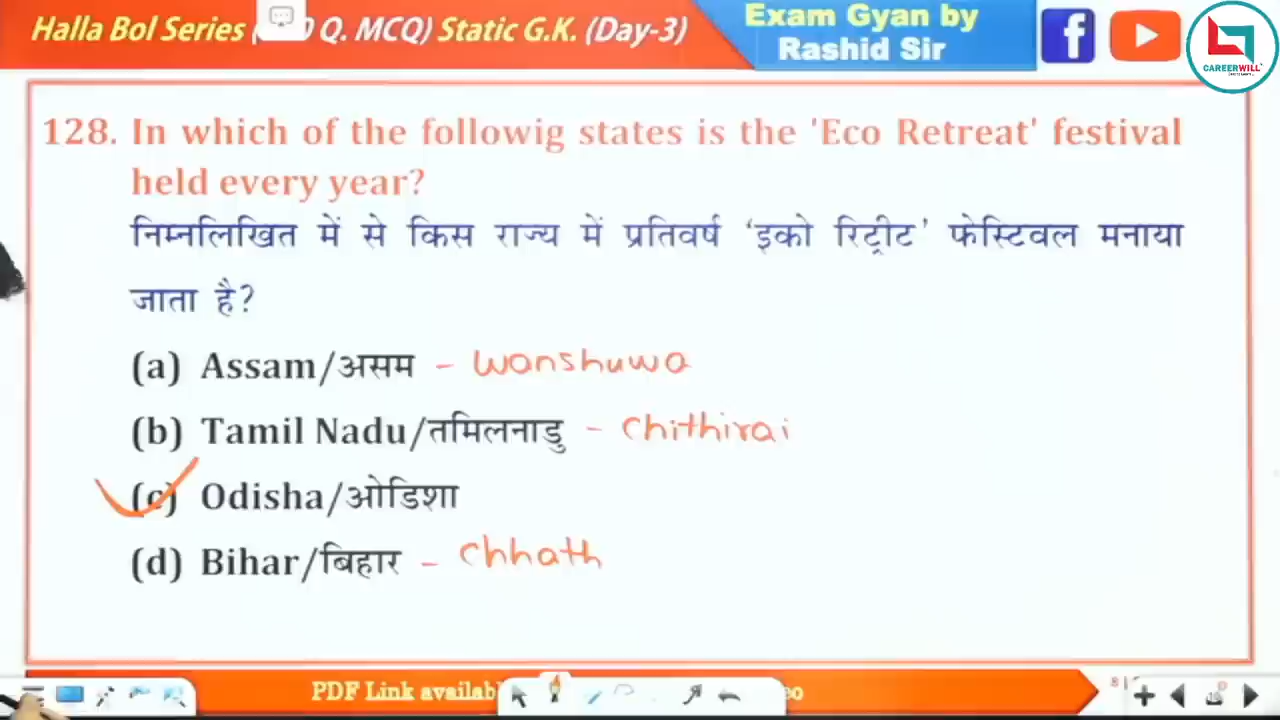 Halla Bol Series ( 0 Q. MCQ) Static G.K. (Day-3)
Exam Gyan by
Rashid Sir
CAREERWILL
128. In which of the followig states is the 'Eco Retreat' festival
held every year?
निम्नलिखित में से किस राज्य में प्रतिवर्ष ‘इको रिट्रीट’ फेस्टिवल मनाया
जाता है?
(a) Assam/असम - Wanshuwa
(b) Tamil Nadu/तमिलनाडु - Chithirai
(c) Odisha/ओडिशा
(d) Bihar/बिहार - Chhath
PDF Link